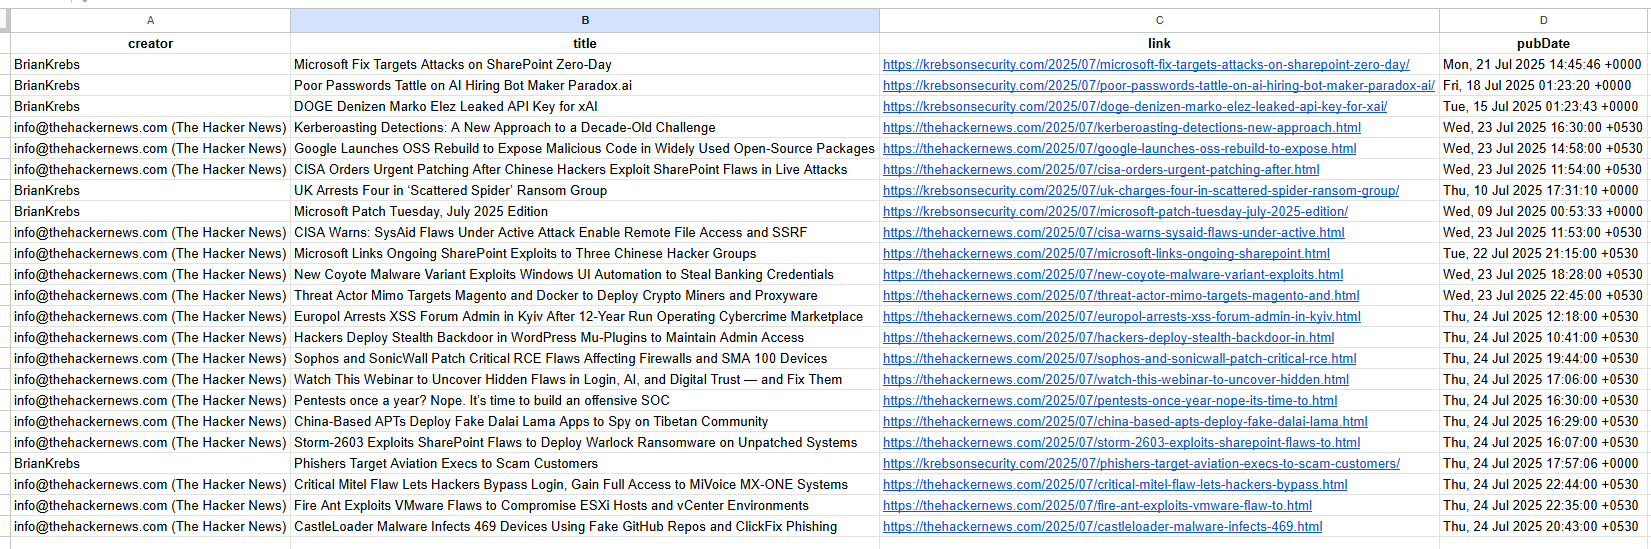 A B C D
creator title link pubDate
BrianKrebs Microsoft Fix Targets Attacks on SharePoint Zero-Day https://krebsonsecurity.com/2025/07/microsoft-fix-targets-attacks-on-sharepoint-zero-day/ Mon, 21 Jul 2025 14:45:46 +0000
BrianKrebs Poor Passwords Tattle on AI Hiring Bot Maker Paradox.ai https://krebsonsecurity.com/2025/07/poor-passwords-tattle-on-ai-hiring-bot-maker-paradox-ai/ Fri, 18 Jul 2025 01:23:20 +0000
BrianKrebs DOGE Denizen Marko Elez Leaked API Key for xAI https://krebsonsecurity.com/2025/07/doge-denizen-marko-elez-leaked-api-key-for-xai/ Tue, 15 Jul 2025 01:23:43 +0000
info@thehackernews.com (The Hacker News) Kerberoasting Detections: A New Approach to a Decade-Old Challenge https://thehackernews.com/2025/07/kerberoasting-detections-new-approach.html Wed, 23 Jul 2025 16:30:00 +0530
info@thehackernews.com (The Hacker News) Google Launches OSS Rebuild to Expose Malicious Code in Widely Used Open-Source Packages https://thehackernews.com/2025/07/google-launches-oss-rebuild-to-expose.html Wed, 23 Jul 2025 14:58:00 +0530
info@thehackernews.com (The Hacker News) CISA Orders Urgent Patching After Chinese Hackers Exploit SharePoint Flaws in Live Attacks https://thehackernews.com/2025/07/cisa-orders-urgent-patching-after.html Wed, 23 Jul 2025 11:54:00 +0530
BrianKrebs UK Arrests Four in ‘Scattered Spider’ Ransom Group https://krebsonsecurity.com/2025/07/uk-charges-four-in-scattered-spider-ransom-group/ Thu, 10 Jul 2025 17:31:10 +0000
BrianKrebs Microsoft Patch Tuesday, July 2025 Edition https://krebsonsecurity.com/2025/07/microsoft-patch-tuesday-july-2025-edition/ Wed, 09 Jul 2025 00:53:33 +0000
info@thehackernews.com (The Hacker News) CISA Warns: SysAid Flaws Under Active Attack Enable Remote File Access and SSRF https://thehackernews.com/2025/07/cisa-warns-sysaid-flaws-under-active.html Wed, 23 Jul 2025 11:53:00 +0530
info@thehackernews.com (The Hacker News) Microsoft Links Ongoing SharePoint Exploits to Three Chinese Hacker Groups https://thehackernews.com/2025/07/microsoft-links-ongoing-sharepoint.html Tue, 22 Jul 2025 21:15:00 +0530
info@thehackernews.com (The Hacker News) New Coyote Malware Variant Exploits Windows UI Automation to Steal Banking Credentials https://thehackernews.com/2025/07/new-coyote-malware-variant-exploits.html Wed, 23 Jul 2025 18:28:00 +0530
info@thehackernews.com (The Hacker News) Threat Actor Mimo Targets Magento and Docker to Deploy Crypto Miners and Proxyware https://thehackernews.com/2025/07/threat-actor-mimo-targets-magento-and.html Wed, 23 Jul 2025 22:45:00 +0530
info@thehackernews.com (The Hacker News) Europol Arrests XSS Forum Admin in Kyiv After 12-Year Run Operating Cybercrime Marketplace https://thehackernews.com/2025/07/europol-arrests-xss-forum-admin-in-kyiv.html Thu, 24 Jul 2025 12:18:00 +0530
info@thehackernews.com (The Hacker News) Hackers Deploy Stealth Backdoor in WordPress Mu-Plugins to Maintain Admin Access https://thehackernews.com/2025/07/hackers-deploy-stealth-backdoor-in.html Thu, 24 Jul 2025 10:41:00 +0530
info@thehackernews.com (The Hacker News) Sophos and SonicWall Patch Critical RCE Flaws Affecting Firewalls and SMA 100 Devices https://thehackernews.com/2025/07/sophos-and-sonicwall-patch-critical-rce.html Thu, 24 Jul 2025 19:44:00 +0530
info@thehackernews.com (The Hacker News) Watch This Webinar to Uncover Hidden Flaws in Login, AI, and Digital Trust — and Fix Them https://thehackernews.com/2025/07/watch-this-webinar-to-uncover-hidden.html Thu, 24 Jul 2025 17:06:00 +0530
info@thehackernews.com (The Hacker News) Pentests once a year? Nope. It’s time to build an offensive SOC https://thehackernews.com/2025/07/pentests-once-year-nope-its-time-to.html Thu, 24 Jul 2025 16:30:00 +0530
info@thehackernews.com (The Hacker News) China-Based APTs Deploy Fake Dalai Lama Apps to Spy on Tibetan Community https://thehackernews.com/2025/07/china-based-apts-deploy-fake-dalai-lama.html Thu, 24 Jul 2025 16:29:00 +0530
info@thehackernews.com (The Hacker News) Storm-2603 Exploits SharePoint Flaws to Deploy Warlock Ransomware on Unpatched Systems https://thehackernews.com/2025/07/storm-2603-exploits-sharepoint-flaws-to.html Thu, 24 Jul 2025 16:07:00 +0530
BrianKrebs Phishers Target Aviation Execs to Scam Customers https://krebsonsecurity.com/2025/07/phishers-target-aviation-execs-to-scam-customers/ Thu, 24 Jul 2025 17:57:06 +0000
info@thehackernews.com (The Hacker News) Critical Mitel Flaw Lets Hackers Bypass Login, Gain Full Access to MiVoice MX-ONE Systems https://thehackernews.com/2025/07/critical-mitel-flaw-lets-hackers-bypass.html Thu, 24 Jul 2025 22:44:00 +0530
info@thehackernews.com (The Hacker News) Fire Ant Exploits VMware Flaws to Compromise ESXi Hosts and vCenter Environments https://thehackernews.com/2025/07/fire-ant-exploits-vmware-flaw-to.html Thu, 24 Jul 2025 22:35:00 +0530
info@thehackernews.com (The Hacker News) CastleLoader Malware Infects 469 Devices Using Fake GitHub Repos and ClickFix Phishing https://thehackernews.com/2025/07/castleloader-malware-infects-469.html Thu, 24 Jul 2025 20:43:00 +0530